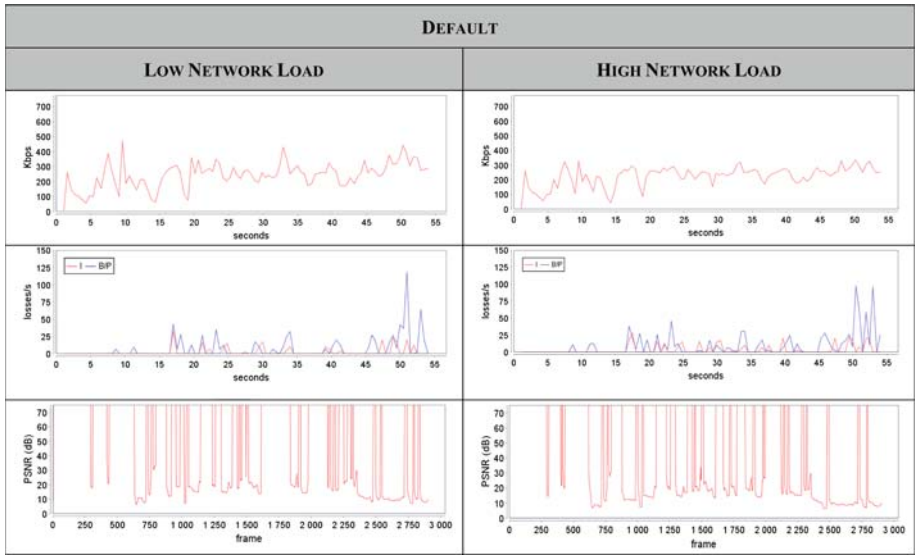 DEFAULT
LOW NETWORK LOAD
HIGH NETWORK LOAD
700
600
500
400
300
200
100
0
Kbps
0 5 10 15 20 25 30 35 40 45 50 55
seconds
700
600
500
400
300
200
100
0
Kbps
0 5 10 15 20 25 30 35 40 45 50 55
seconds
150
125
100
75
50
25
0
losses/s
I B/P
0 5 10 15 20 25 30 35 40 45 50 55
seconds
150
125
100
75
50
25
0
losses/s
I B/P
0 5 10 15 20 25 30 35 40 45 50 55
seconds
70
60
50
40
30
20
10
0
PSNR (dB)
0 250 500 750 1 000 1 250 1 500 1 750 2 000 2 250 2 500 2 750 3 000
frame
70
60
50
40
30
20
10
0
PSNR (dB)
0 250 500 750 1 000 1 250 1 500 1 750 2 000 2 250 2 500 2 750 3 000
frame